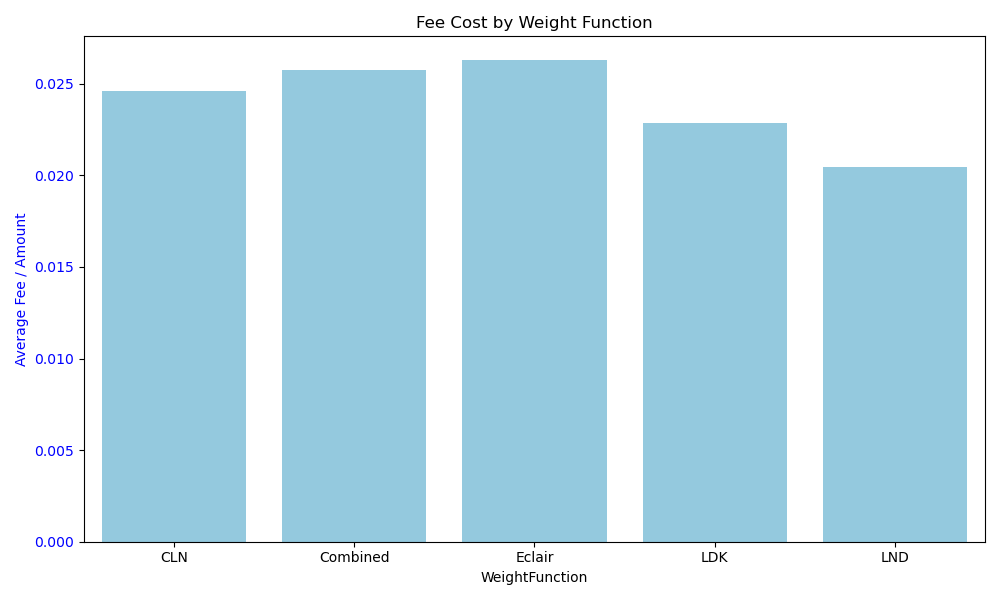 Fee Cost by Weight Function
Average Fee / Amount
0.025
0.020
0.015
0.010
0.005
0.000
CLN Combined Eclair LDK LND
WeightFunction